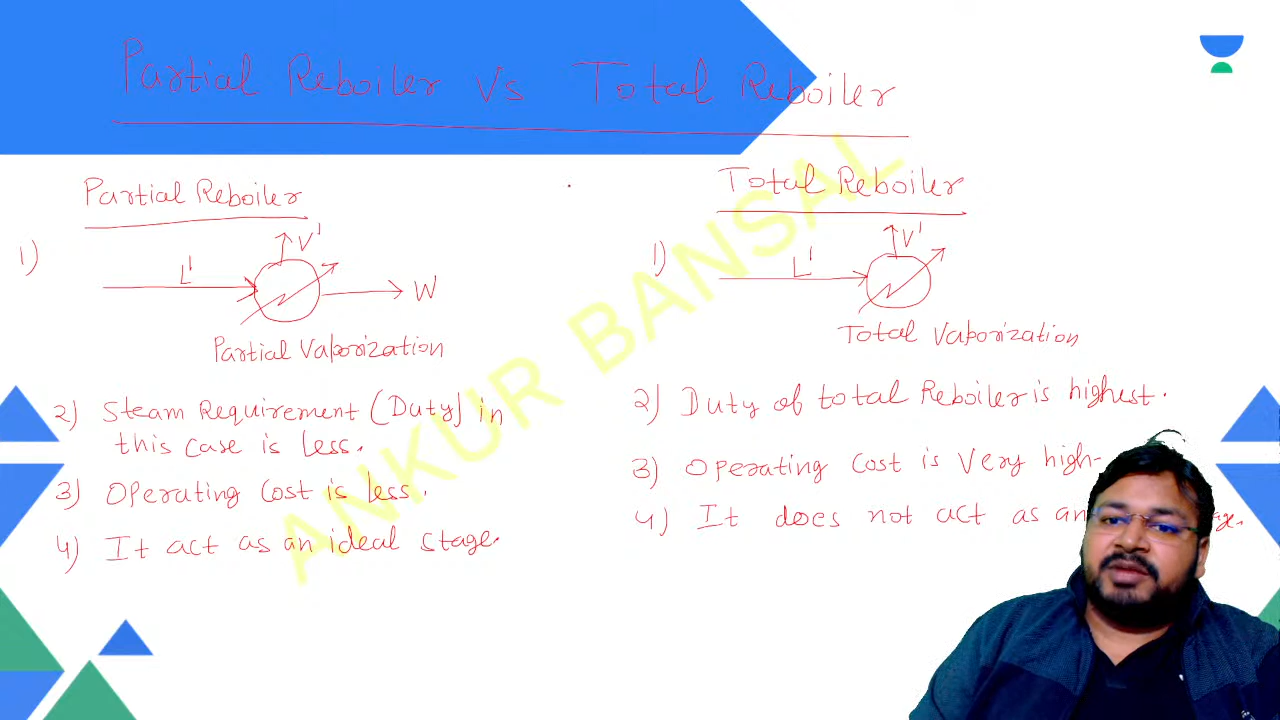 Partial Reboiler Vs Total Reboiler
Partial Reboiler
1)
L'
V'
W
Partial Vaporization
2) Steam Requirement (Duty) in
this case is less.
3) Operating Cost is less.
4) It act as an ideal stage.
Total Reboiler
1)
L'
V'
Total Vaporization
2) Duty of total Reboiler is highest.
3) Operating Cost is Very high-
4) It does not act as an
ANKUR BANSAL